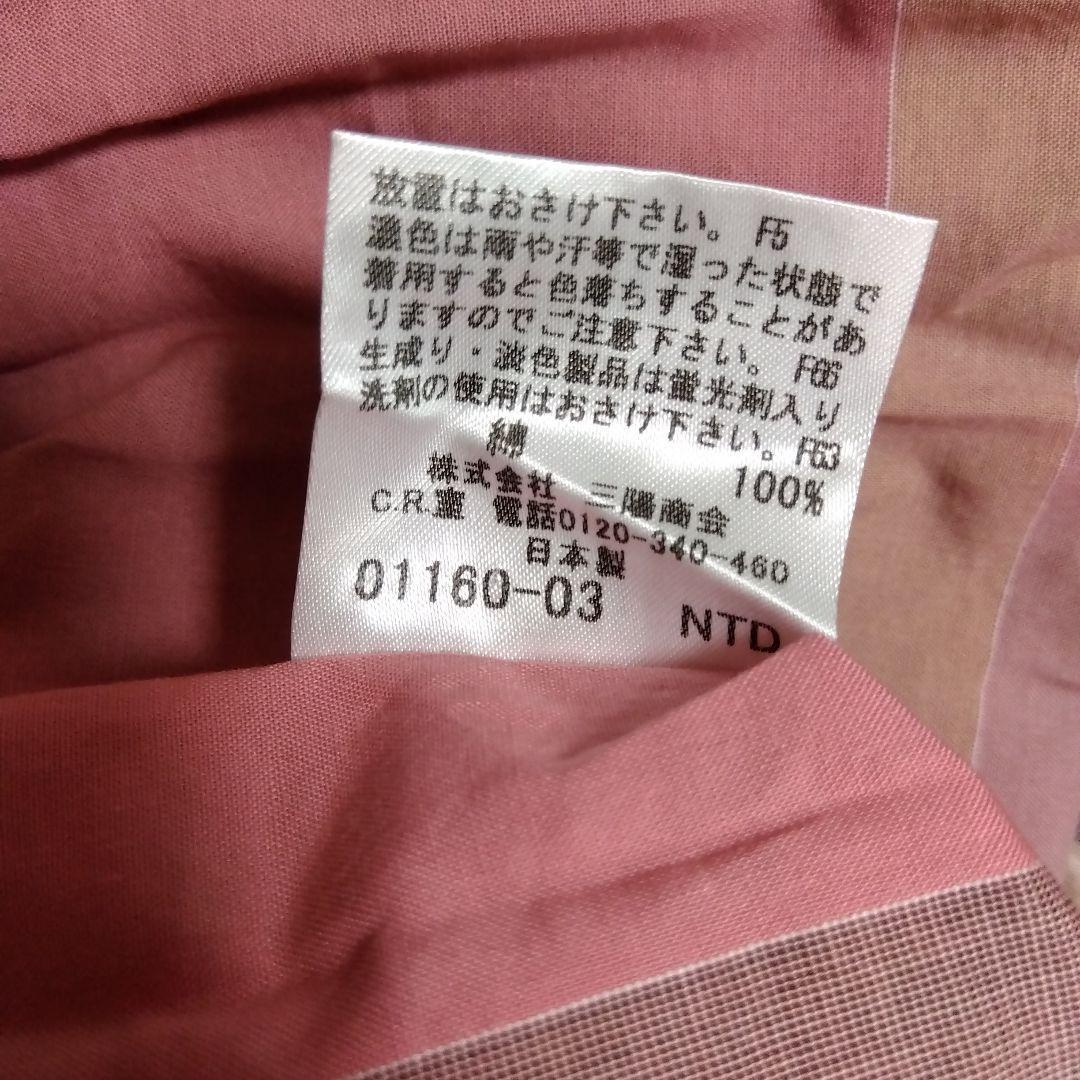 放置はおさけ下さい。 F5
濃色は雨や汗等で湿った状態で
着用すると色落ちすることがあ
りますのでご注意下さい。 F66
生成り・淡色製品は蛍光剤入り
洗剤の使用はおさけ下さい。F63
綿 100%
株式会社 三陽商会
C.R.室 電話0120-340-460
日本製
01160-03 NTD